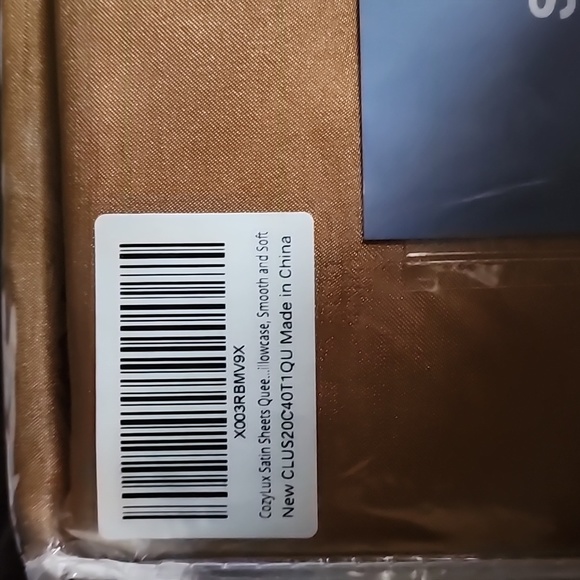 S
X003RBMV9X
CozyLux Satin Sheets Quee...illowcase, Smooth and Soft
New CLUS20C40T1QU Made in China